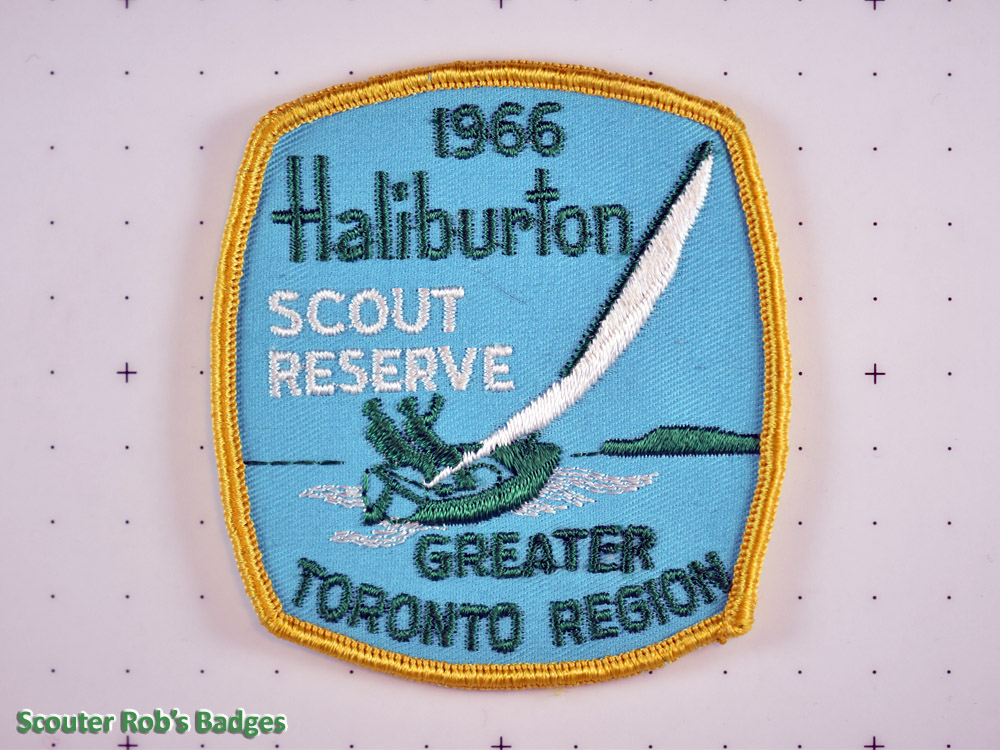 1966
Haliburton
SCOUT
RESERVE
GREATER
TORONTO REGION
Scouter Rob's Badges